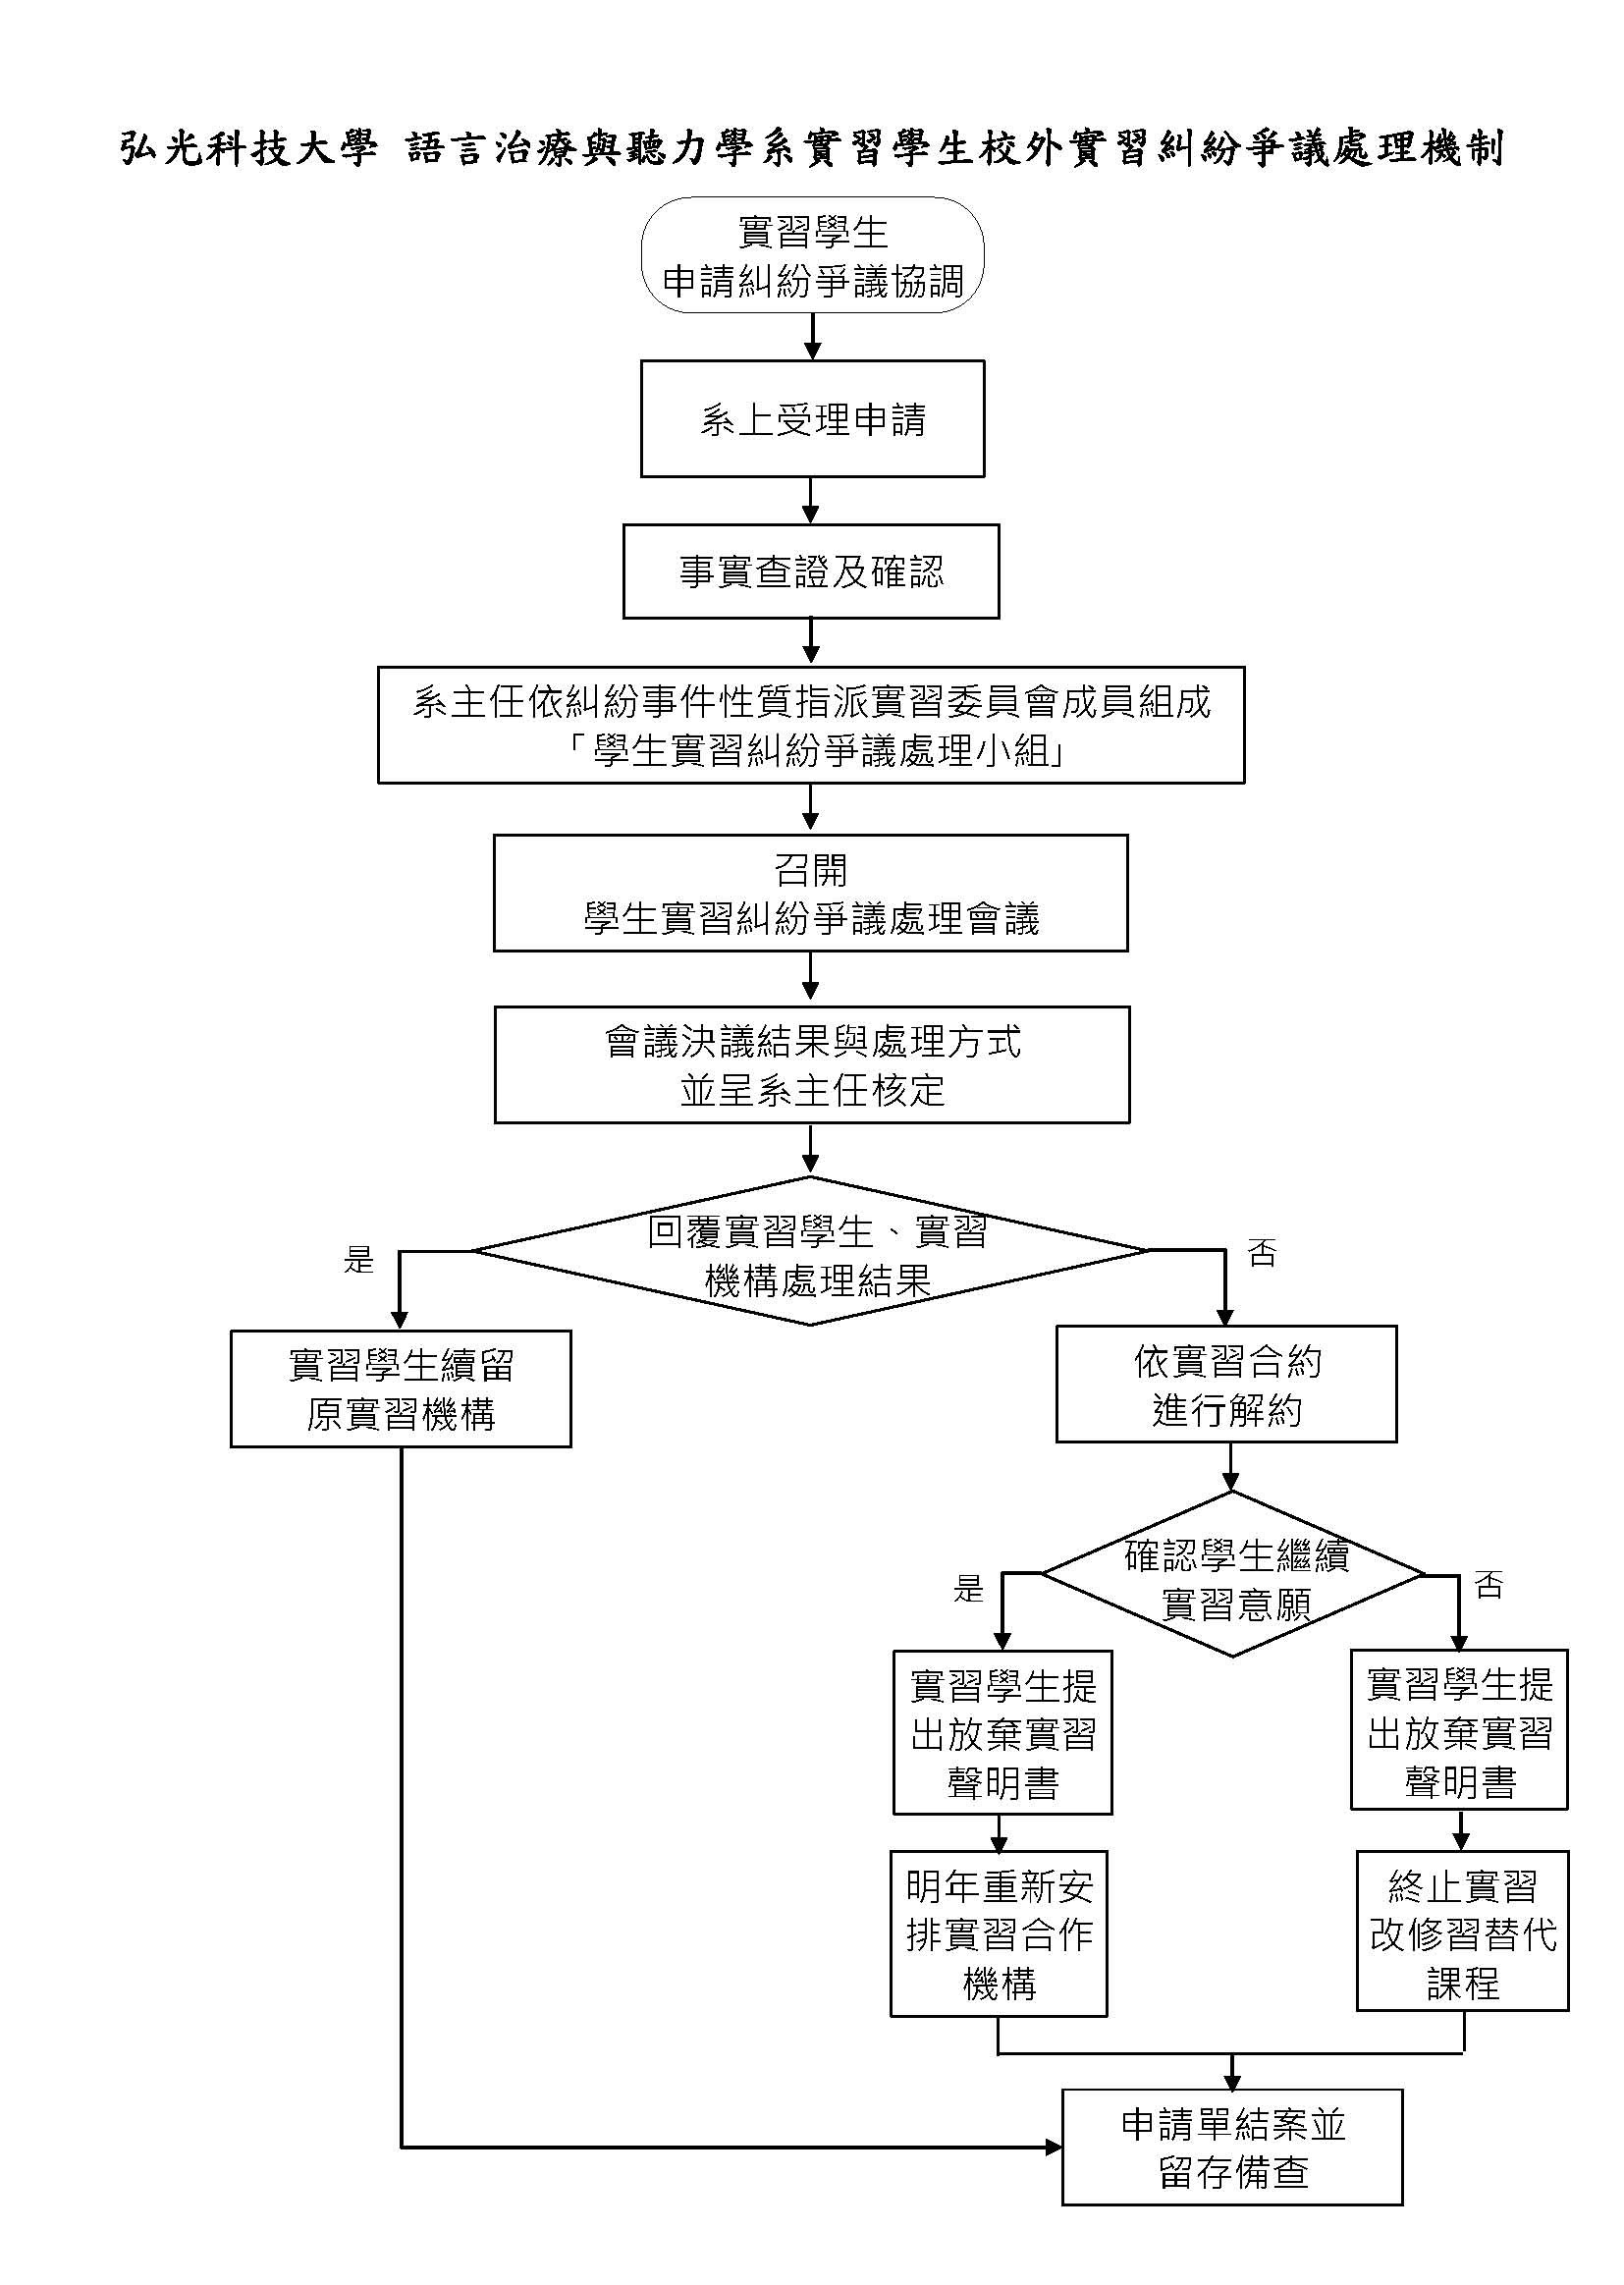 弘光科技大學 語言治療與聽力學系實習學生校外實習糾紛爭議處理機制
實習學生
申請糾紛爭議協調
系上受理申請
事實查證及確認
系主任依糾紛事件性質指派實習委員會成員組成
「學生實習糾紛爭議處理小組」
召開
學生實習糾紛爭議處理會議
會議決議結果與處理方式
並呈系主任核定
回覆實習學生、實習
機構處理結果
是
否
實習學生續留
原實習機構
依實習合約
進行解約
確認學生繼續
實習意願
是
否
實習學生提
出放棄實習
聲明書
實習學生提
出放棄實習
聲明書
明年重新安
排實習合作
機構
終止實習
改修習替代
課程
申請單結案並
留存備查